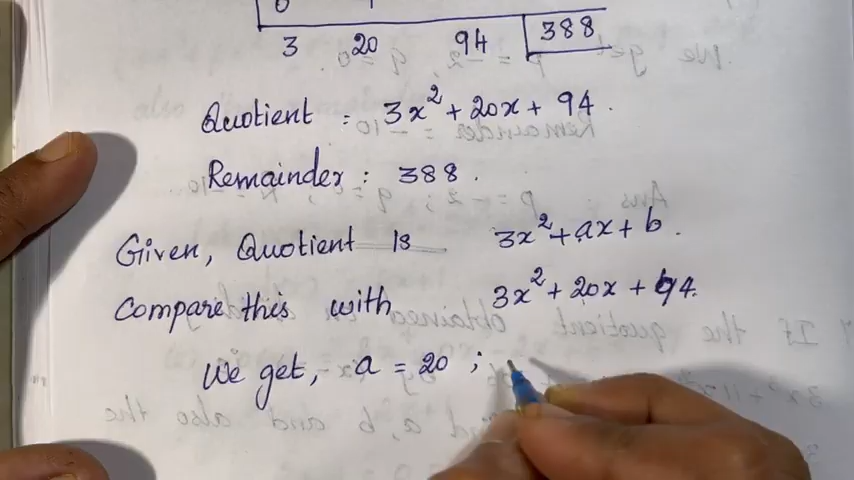 3 20 94 388
Quotient : 3x² + 20x + 94.
Remainder : 388.
Given, Quotient is 3x² + ax + b.
Compare this with 3x² + 20x + 94.
We get, a = 20 ;